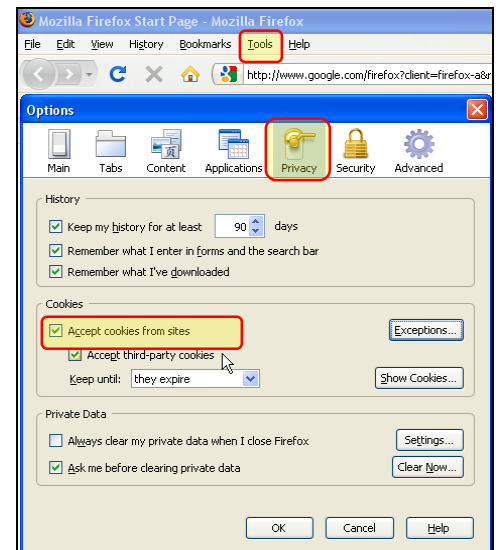 Mozilla Firefox Start Page - Mozilla Firefox
File Edit View History Bookmarks Tools Help
http://www.google.com/firefox?client=firefox-a&r
Options
Main Tabs Content Applications Privacy Security Advanced
History
Keep my history for at least 90 days
Remember what I enter in forms and the search bar
Remember what I've downloaded
Cookies
Accept cookies from sites Exceptions...
Accept third-party cookies
Keep until: they expire Show Cookies...
Private Data
Always clear my private data when I close Firefox Settings...
Ask me before clearing private data Clear Now...
OK Cancel Help